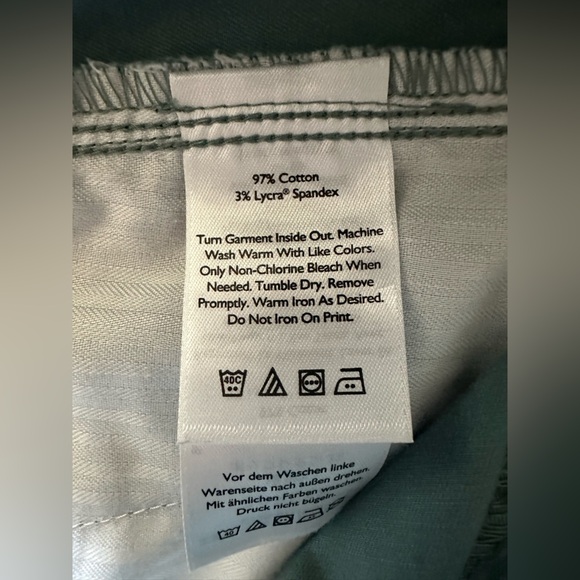 97% Cotton
3% Lycra® Spandex
Turn Garment Inside Out. Machine
Wash Warm With Like Colors.
Only Non-Chlorine Bleach When
Needed. Tumble Dry, Remove
Promptly. Warm Iron As Desired.
Do Not Iron On Print.
40C
Vor dem Waschen linke
Warenseite nach außen drehen.
Mit ähnlichen Farben waschen.
Druck nicht bügeln.
40